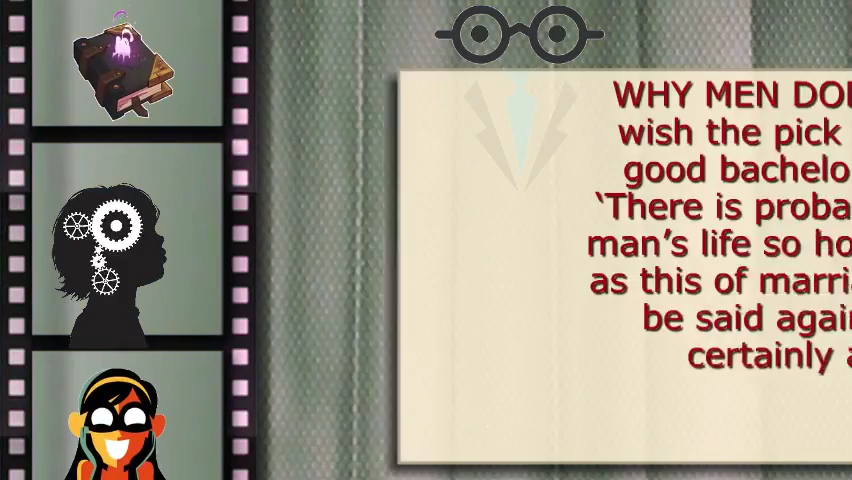 WHY MEN DO
wish the pick
good bachelo
‘There is proba
man’s life so ho
as this of marri
be said agai
certainly